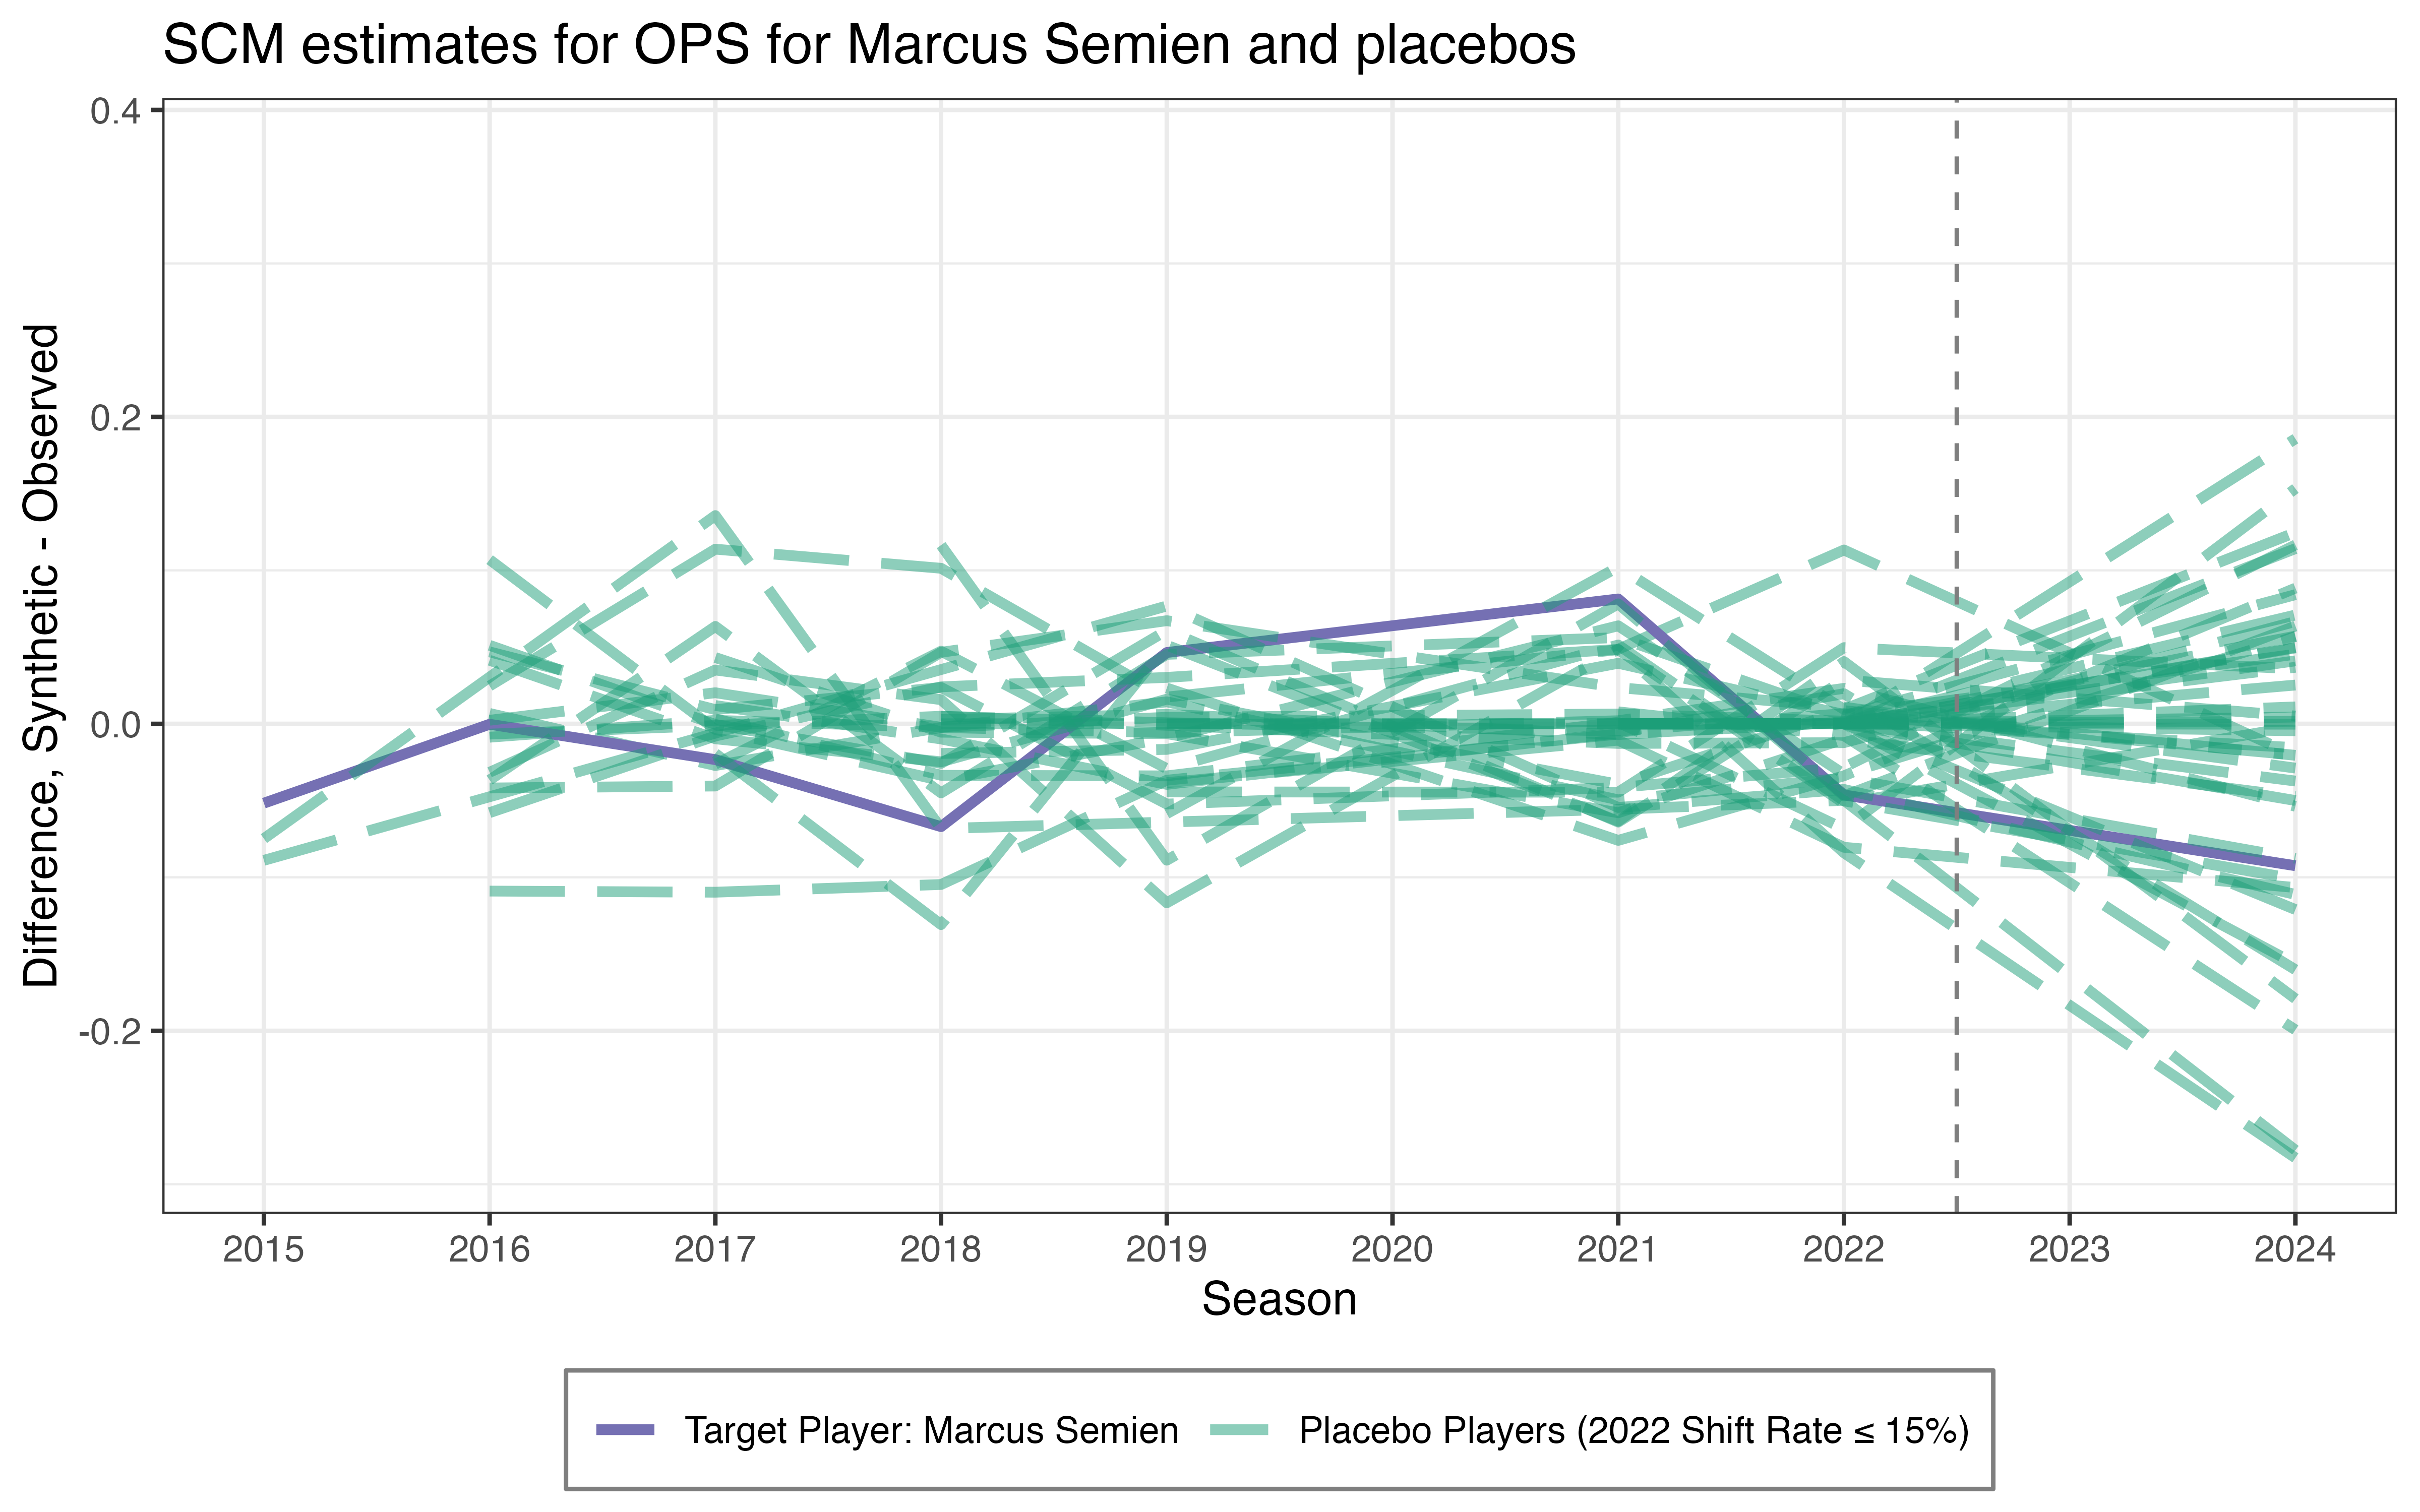 SCM estimates for OPS for Marcus Semien and placebos
Difference, Synthetic - Observed
0.4
0.2
0.0
-0.2
2015 2016 2017 2018 2019 2020 2021 2022 2023 2024
Season
Target Player: Marcus Semien Placebo Players (2022 Shift Rate ≤ 15%)